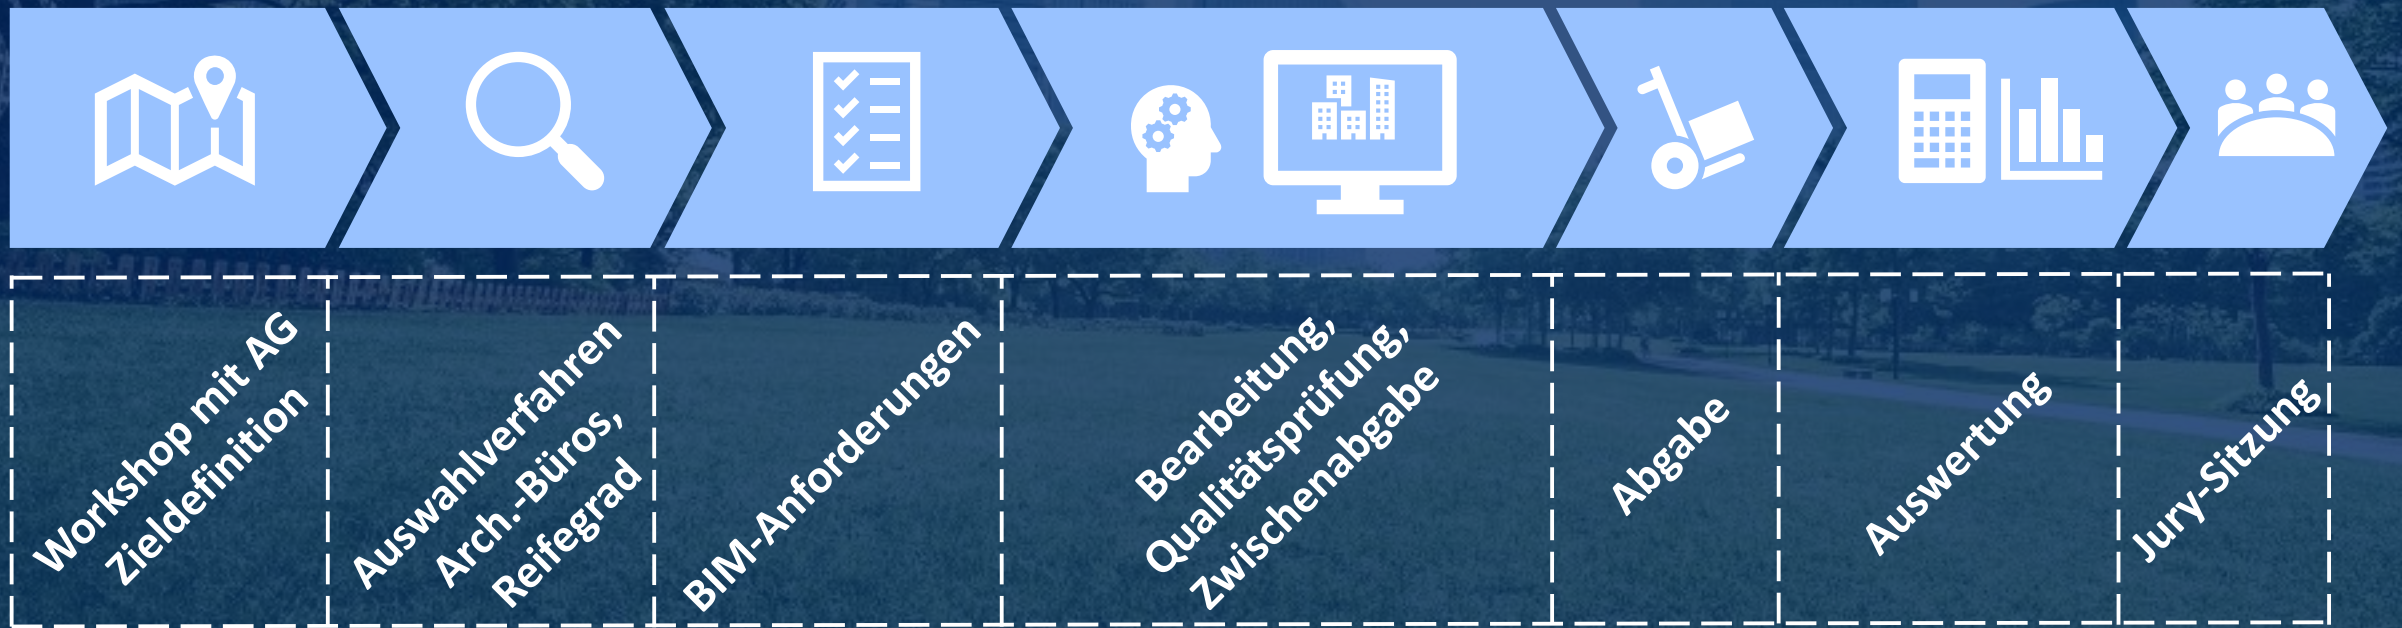 Workshop mit AG
Zieldefinition
Auswahlverfahren
Arch.-Büros,
Reifegrad
BIM-Anforderungen
Bearbeitung,
Qualitätsprüfung,
Zwischenabgabe
Abgabe
Auswertung
Jury-Sitzung